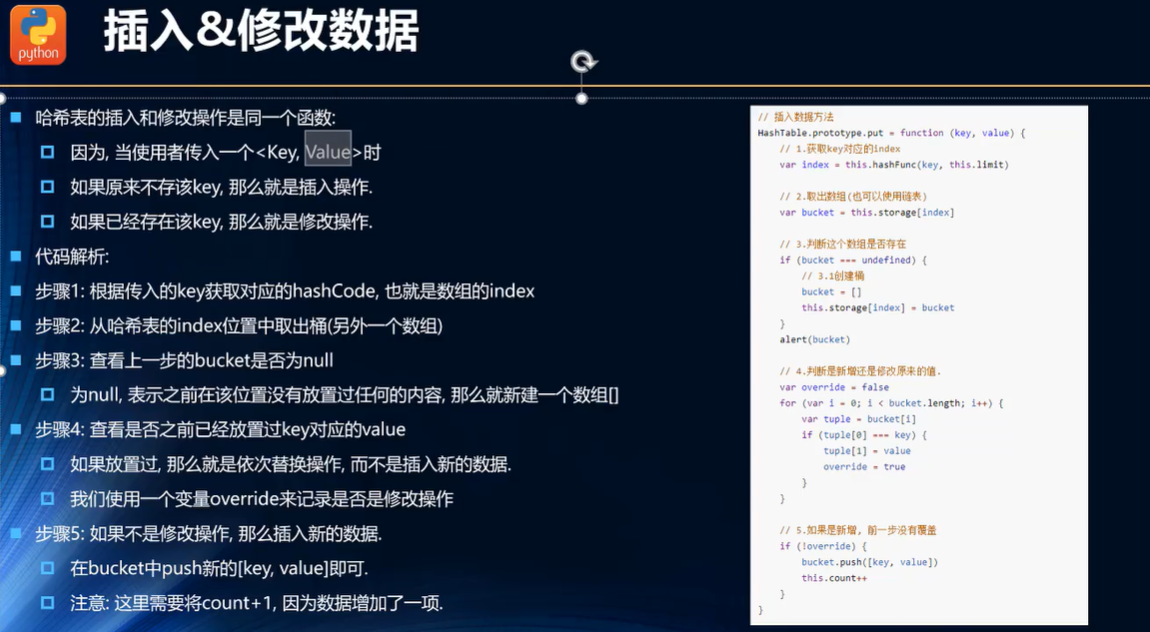 python
插入&修改数据
哈希表的插入和修改操作是同一个函数:
因为, 当使用者传入一个<Key, Value>时
如果原来不存该key, 那么就是插入操作.
如果已经存在该key, 那么就是修改操作.
代码解析:
步骤1: 根据传入的key获取对应的hashCode, 也就是数组的index
步骤2: 从哈希表的index位置中取出桶(另外一个数组)
步骤3: 查看上一步的bucket是否为null
为null, 表示之前在该位置没有放置过任何的内容, 那么就新建一个数组[]
步骤4: 查看是否之前已经放置过key对应的value
如果放置过, 那么就是依次替换操作, 而不是插入新的数据.
我们使用一个变量override来记录是否是修改操作
步骤5: 如果不是修改操作, 那么插入新的数据.
在bucket中push新的[key, value]即可.
注意: 这里需要将count+1, 因为数据增加了一项.
// 插入数据方法
HashTable.prototype.put = function (key, value) {
// 1.获取key对应的index
var index = this.hashFunc(key, this.limit)
// 2.取出数组(也可以使用链表)
var bucket = this.storage[index]
// 3.判断这个数组是否存在
if (bucket === undefined) {
// 3.1创建桶
bucket = []
this.storage[index] = bucket
}
alert(bucket)
// 4.判断是新增还是修改原来的值.
var override = false
for (var i = 0; i < bucket.length; i++) {
var tuple = bucket[i]
if (tuple[0] === key) {
tuple[1] = value
override = true
}
}
// 5.如果是新增, 前一步没有覆盖
if (!override) {
bucket.push([key, value])
this.count++
}
}